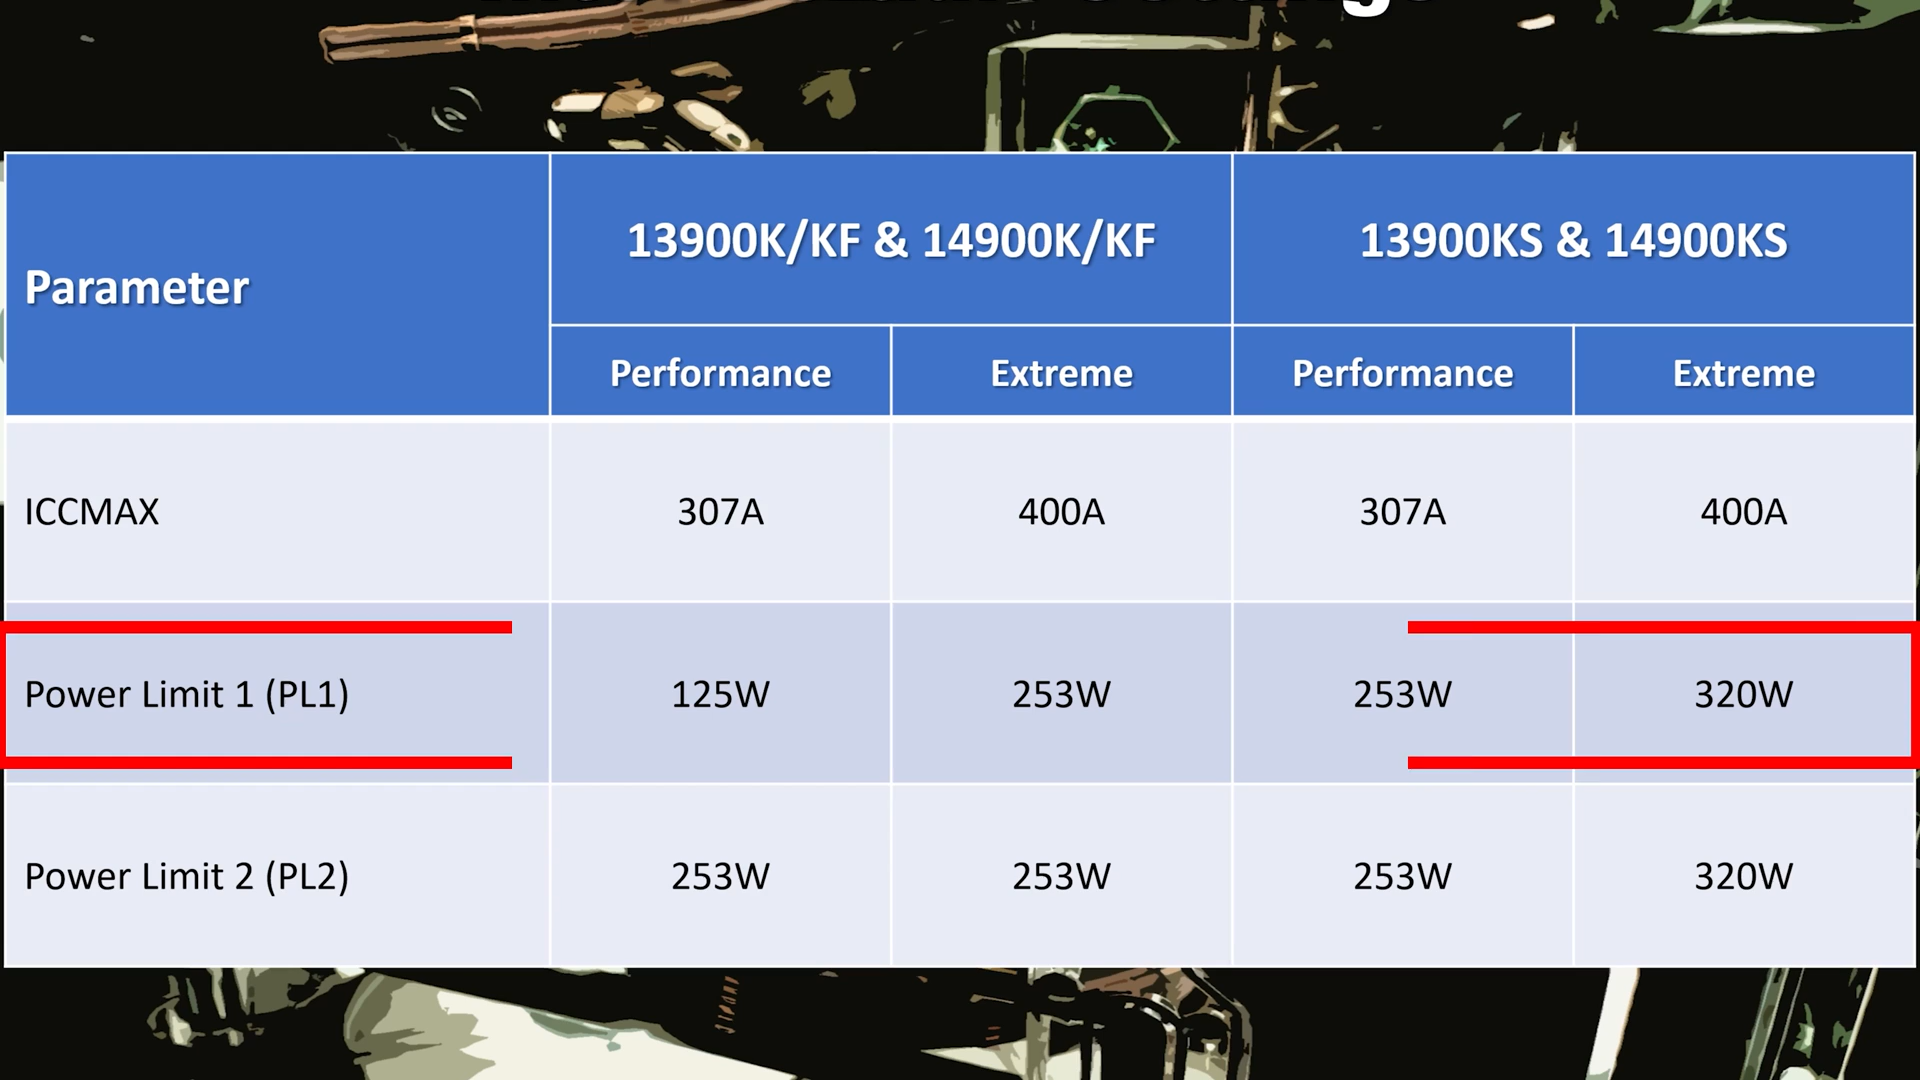 Parameter
13900K/KF & 14900K/KF
13900KS & 14900KS
Performance
Extreme
Performance
Extreme
ICCMAX
307A
400A
307A
400A
Power Limit 1 (PL1)
125W
253W
253W
320W
Power Limit 2 (PL2)
253W
253W
253W
320W